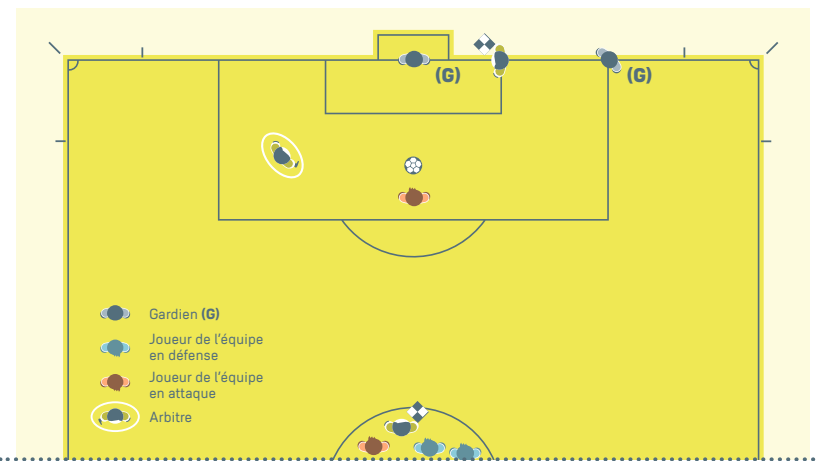 (G)
(G)
Gardien (G)
Joueur de l'équipe
en défense
Joueur de l'équipe
en attaque
Arbitre